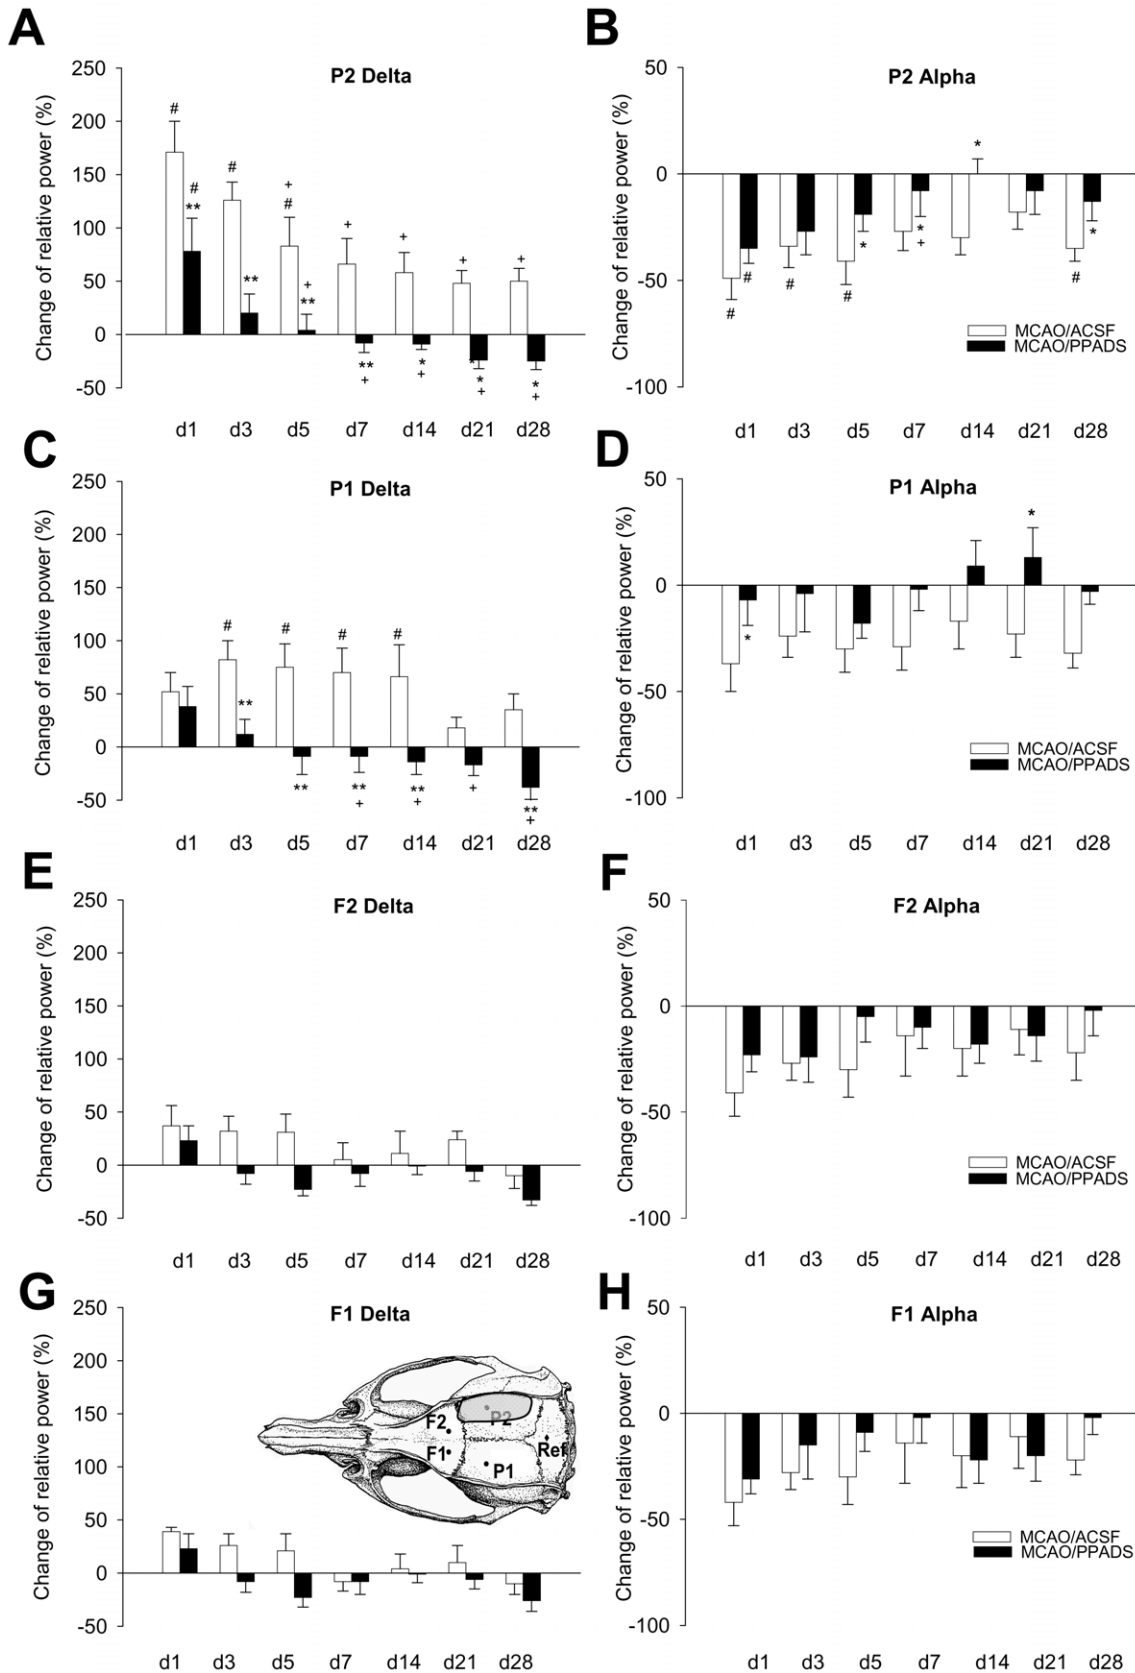 A
P2 Delta
Change of relative power (%)
250
200
150
100
50
0
-50
#
#
**
#
**
+
#
+
**
+
**
+
+
*
+
+
*
*
+
+
*
+
d1 d3 d5 d7 d14 d21 d28
B
P2 Alpha
Change of relative power (%)
50
0
-50
-100
#
#
#
#
*
*
+
*
#
*
MCAO/ACSF
MCAO/PPADS
d1 d3 d5 d7 d14 d21 d28
C
P1 Delta
Change of relative power (%)
250
200
150
100
50
0
-50
#
**
#
**
#
**
+
#
**
+
+
**
+
d1 d3 d5 d7 d14 d21 d28
D
P1 Alpha
Change of relative power (%)
50
0
-50
-100
*
*
MCAO/ACSF
MCAO/PPADS
d1 d3 d5 d7 d14 d21 d28
E
F2 Delta
Change of relative power (%)
250
200
150
100
50
0
-50
d1 d3 d5 d7 d14 d21 d28
F
F2 Alpha
Change of relative power (%)
50
0
-50
-100
MCAO/ACSF
MCAO/PPADS
d1 d3 d5 d7 d14 d21 d28
G
F1 Delta
Change of relative power (%)
250
200
150
100
50
0
-50
F2
P2
F1
P1
Ref
d1 d3 d5 d7 d14 d21 d28
H
F1 Alpha
Change of relative power (%)
50
0
-50
-100
MCAO/ACSF
MCAO/PPADS
d1 d3 d5 d7 d14 d21 d28